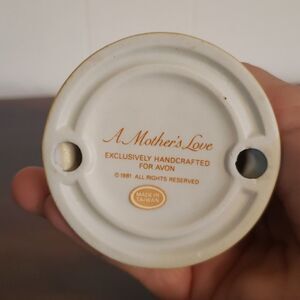 A Mother's Love
EXCLUSIVELY HANDCRAFTED
FOR AVON
© 1981 ALL RIGHTS RESERVED
MADE IN
TAIWAN